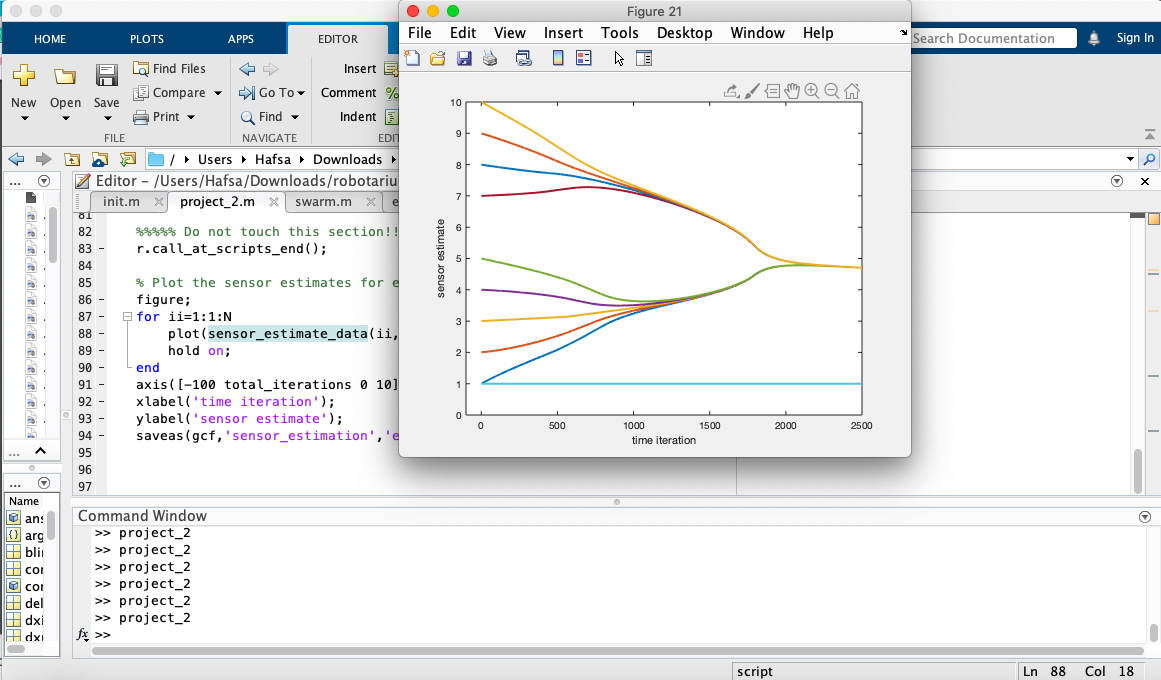 Figure 21
File Edit View Insert Tools Desktop Window Help
HOME PLOTS APPS EDITOR
Search Documentation Sign In
New Open Save
Find Files
Compare
Print
FILE
Go To
Find
NAVIGATE
Insert
Comment
Indent
/ Users Hafsa Downloads
Editor – /Users/Hafsa/Downloads/robotariu
init.m project_2.m swarm.m
81
82 %%%%% Do not touch this section!!
83 r.call_at_scripts_end();
84
85 % Plot the sensor estimates for e
86 figure;
87 for ii=1:1:N
88 plot(sensor_estimate_data(ii,
89 hold on;
90 end
91 axis([-100 total_iterations 0 10]
92 xlabel('time iteration');
93 ylabel('sensor estimate');
94 saveas(gcf,'sensor_estimation','e
95
96
97
10
9
8
7
6
5
4
3
2
1
0
sensor estimate
0 500 1000 1500 2000 2500
time iteration
Name
ans
arg
blin
con
con
del
dxi
dxu
Command Window
>> project_2
>> project_2
>> project_2
>> project_2
>> project_2
>> project_2
fx >>
script Ln 88 Col 18